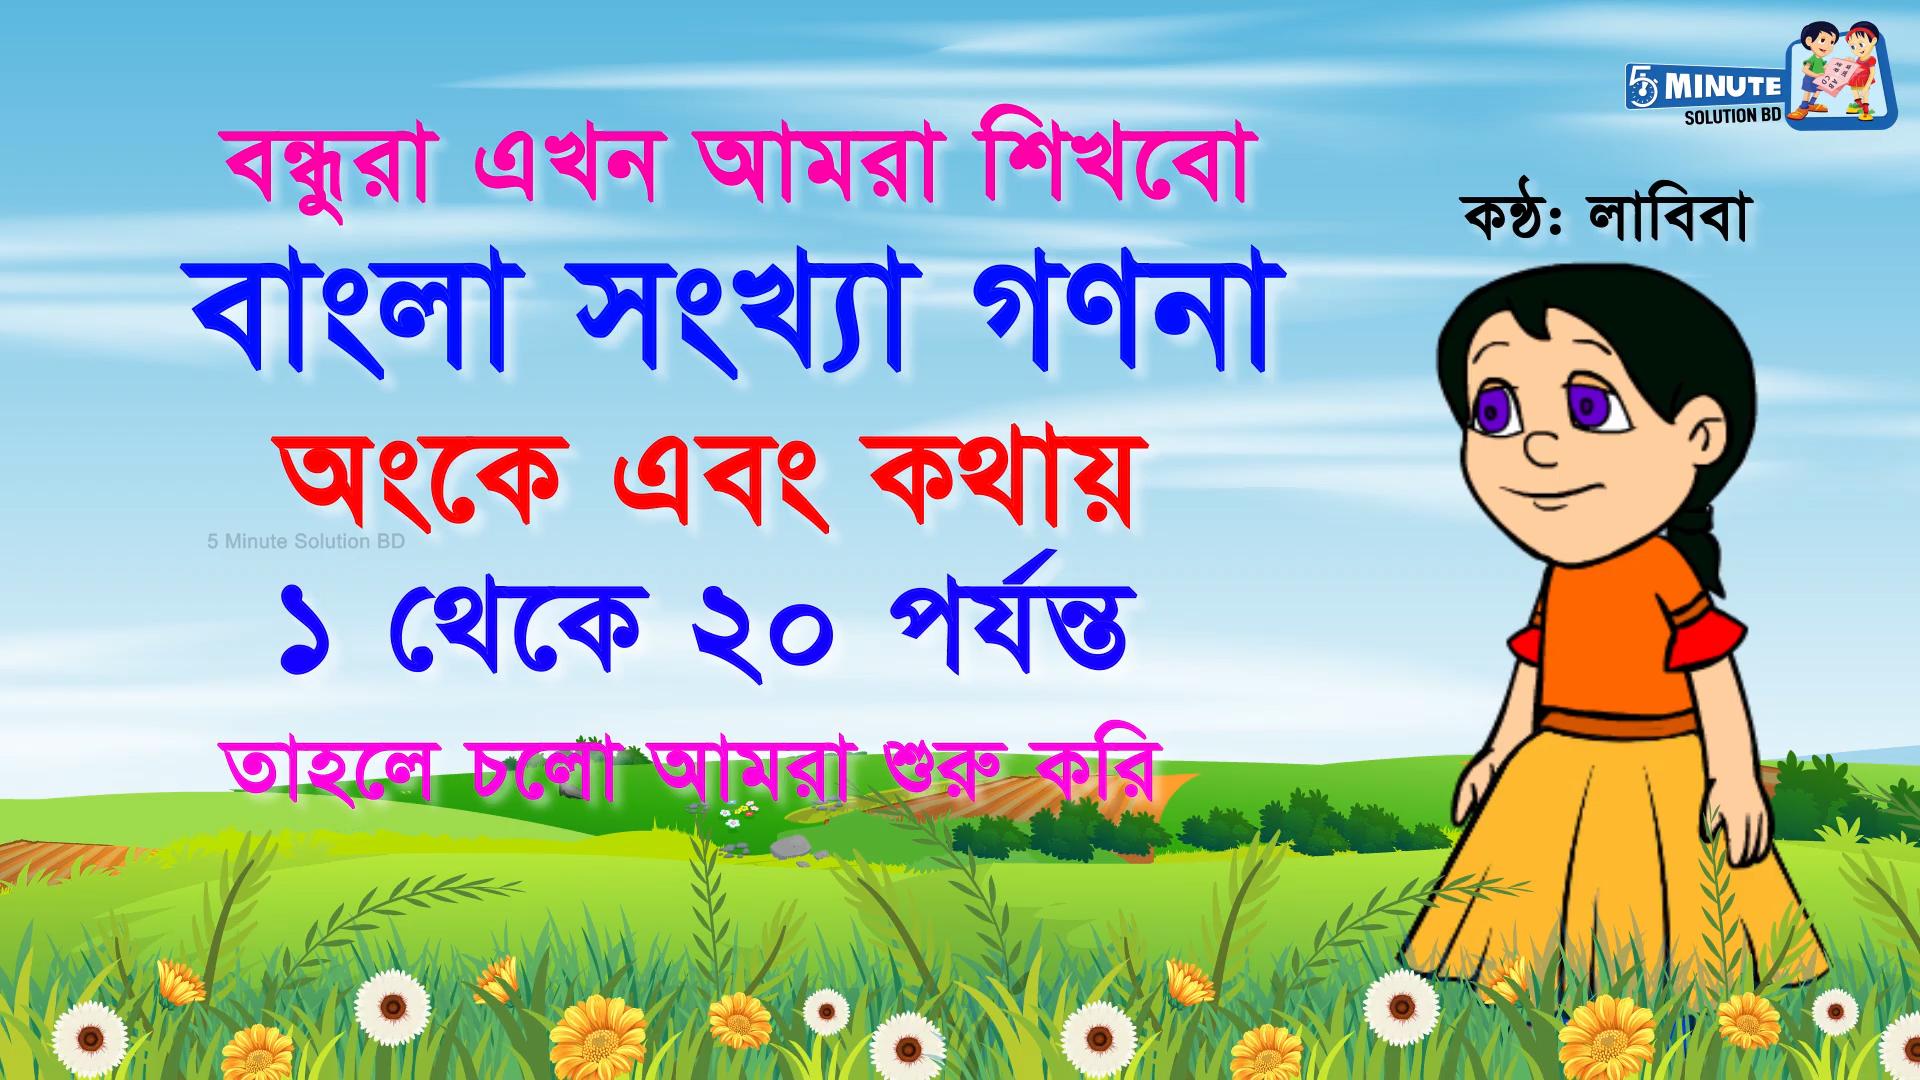 5 MINUTE
SOLUTION BD
বন্ধুরা এখন আমরা শিখবো
কন্ঠ: লাবিবা
বাংলা সংখ্যা গণনা
অংকে এবং কথায়
5 Minute Solution BD
১ থেকে ২০ পর্যন্ত
তাহলে চলো আমরা শুরু করি